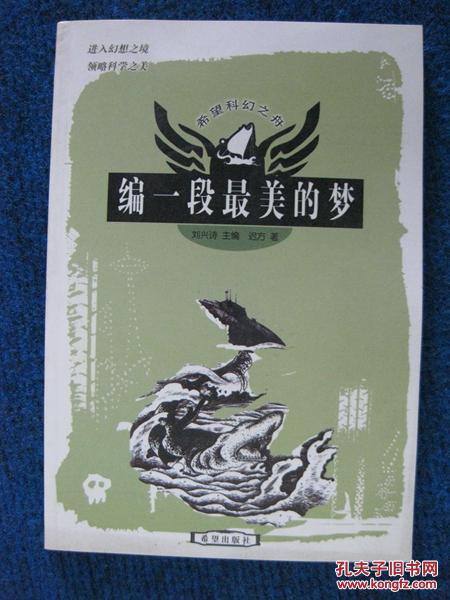 进入幻想之境
领略科学之美
希望科幻之舟
编一段最美的梦
刘兴诗 主编 迟方 著
希望出版社
孔夫子旧书网
www.kongfz.com